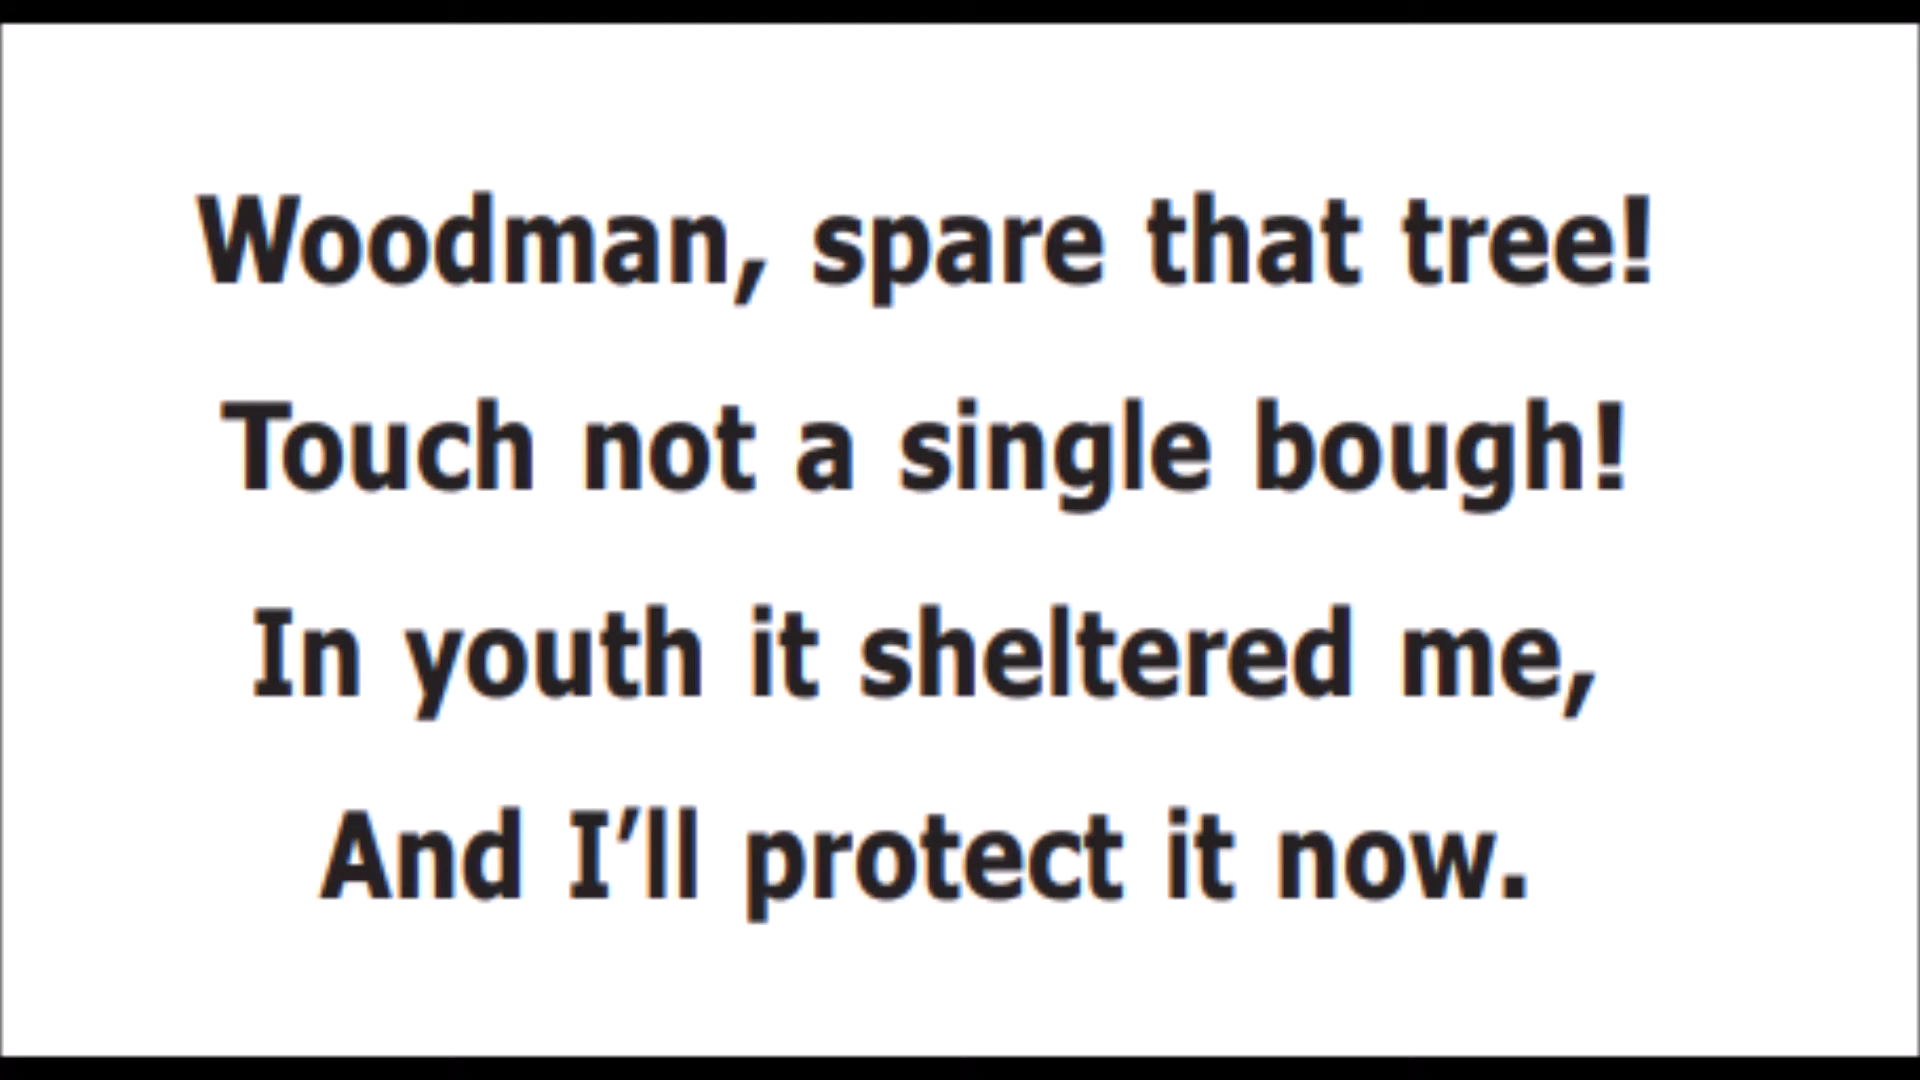 Woodman, spare that tree!
Touch not a single bough!
In youth it sheltered me,
And I’ll protect it now.